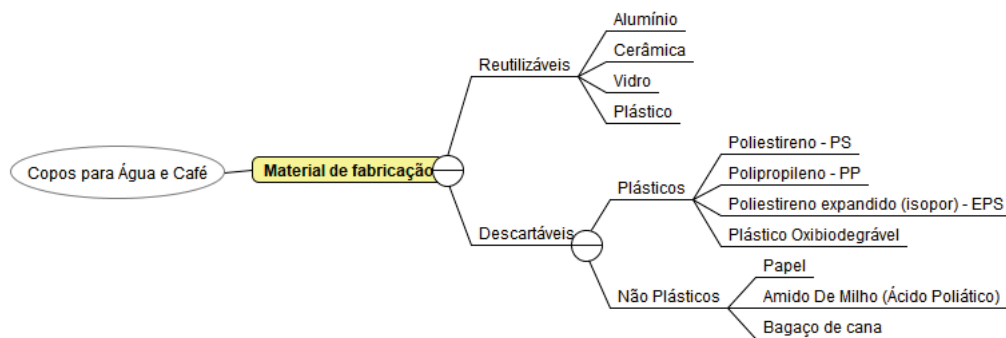 Copos para Água e Café
Material de fabricação
Reutilizáveis
Alumínio
Cerâmica
Vidro
Plástico
Descartáveis
Plásticos
Poliestireno - PS
Polipropileno - PP
Poliestireno expandido (isopor) - EPS
Plástico Oxibiodegrável
Não Plásticos
Papel
Amido De Milho (Ácido Poliático)
Bagaço de cana